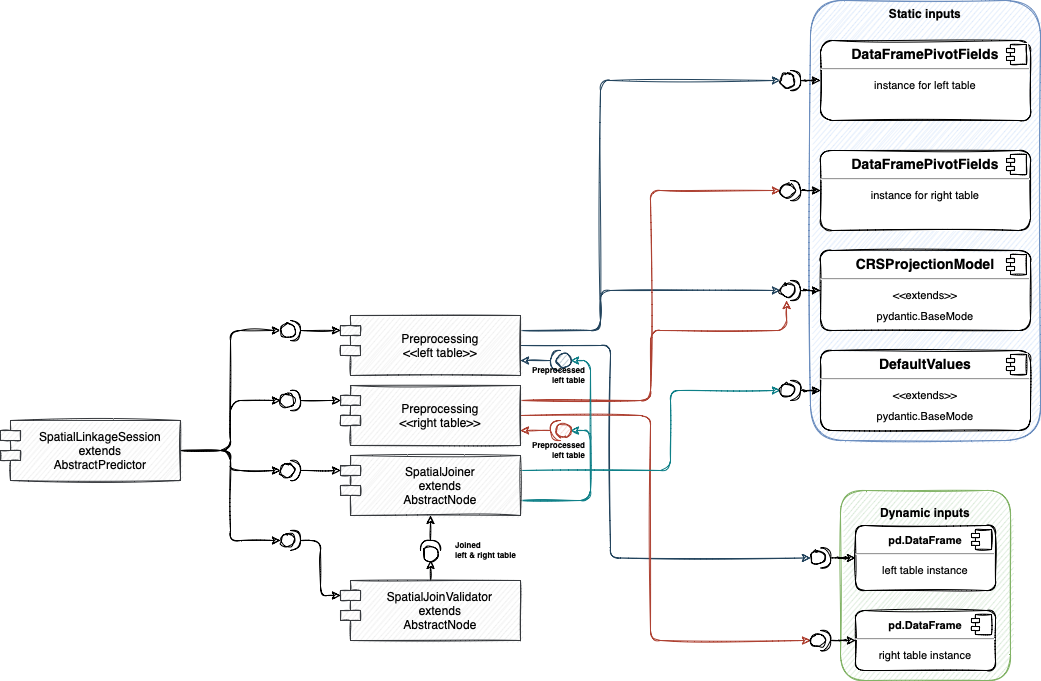 Static inputs
DataFramePivotFields
instance for left table
DataFramePivotFields
instance for right table
CRSProjectionModel
<<extends>>
pydantic.BaseMode
DefaultValues
<<extends>>
pydantic.BaseMode
Preprocessing
<<left table>>
Preprocessed
left table
Preprocessing
<<right table>>
Preprocessed
left table
SpatialLinkageSession
extends
AbstractPredictor
SpatialJoiner
extends
AbstractNode
Joined
left & right table
SpatialJoinValidator
extends
AbstractNode
Dynamic inputs
pd.DataFrame
left table instance
pd.DataFrame
right table instance